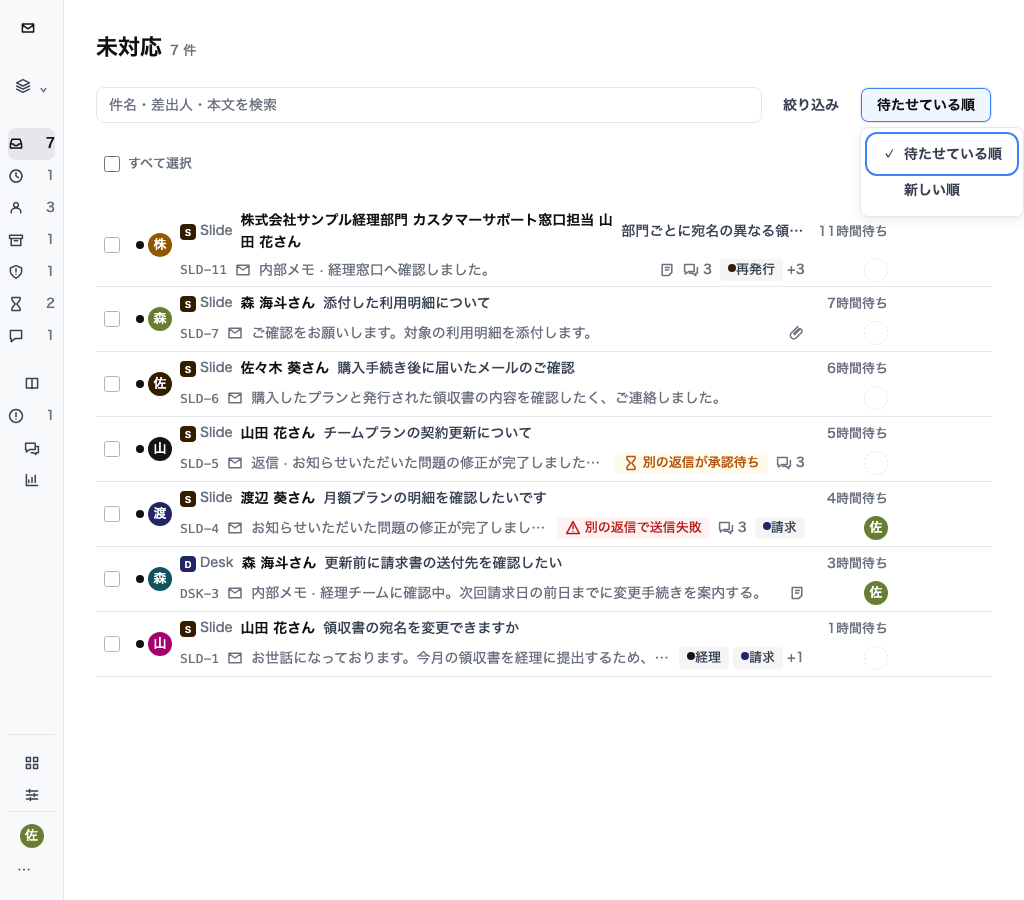 未対応 7 件
件名・差出人・本文を検索
絞り込み
待たせている順
✓ 待たせている順
新しい順
すべて選択
7
1
3
1
1
2
1
1
株
S Slide 株式会社サンプル経理部門 カスタマーサポート窓口担当 山田 花さん 部門ごとに宛名の異なる領… 11時間待ち
SLD-11 内部メモ · 経理窓口へ確認しました。 3 再発行 +3
森
S Slide 森 海斗さん 添付した利用明細について 7時間待ち
SLD-7 ご確認をお願いします。対象の利用明細を添付します。
佐
S Slide 佐々木 葵さん 購入手続き後に届いたメールのご確認 6時間待ち
SLD-6 購入したプランと発行された領収書の内容を確認したく、ご連絡しました。
山
S Slide 山田 花さん チームプランの契約更新について 5時間待ち
SLD-5 返信 · お知らせいただいた問題の修正が完了しました… 別の返信が承認待ち 3
渡
S Slide 渡辺 葵さん 月額プランの明細を確認したいです 4時間待ち
SLD-4 お知らせいただいた問題の修正が完了しまし… 別の返信で送信失敗 3 請求 佐
森
D Desk 森 海斗さん 更新前に請求書の送付先を確認したい 3時間待ち
DSK-3 内部メモ · 経理チームに確認中。次回請求日の前日までに変更手続きを案内する。 佐
山
S Slide 山田 花さん 領収書の宛名を変更できますか 1時間待ち
SLD-1 お世話になっております。今月の領収書を経理に提出するため、… 経理 請求 +1
佐
…